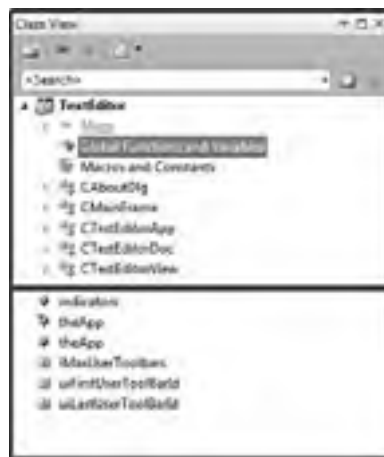 Class View
<Search>
TextEditor
Maps
Global Functions and Variables
Macros and Constants
CAboutDlg
CMainFrame
CTextEditorApp
CTextEditorDoc
CTextEditorView
indicators
theApp
theApp
iMaxUserToolbars
uiFirstUserToolBarId
uiLastUserToolBarId